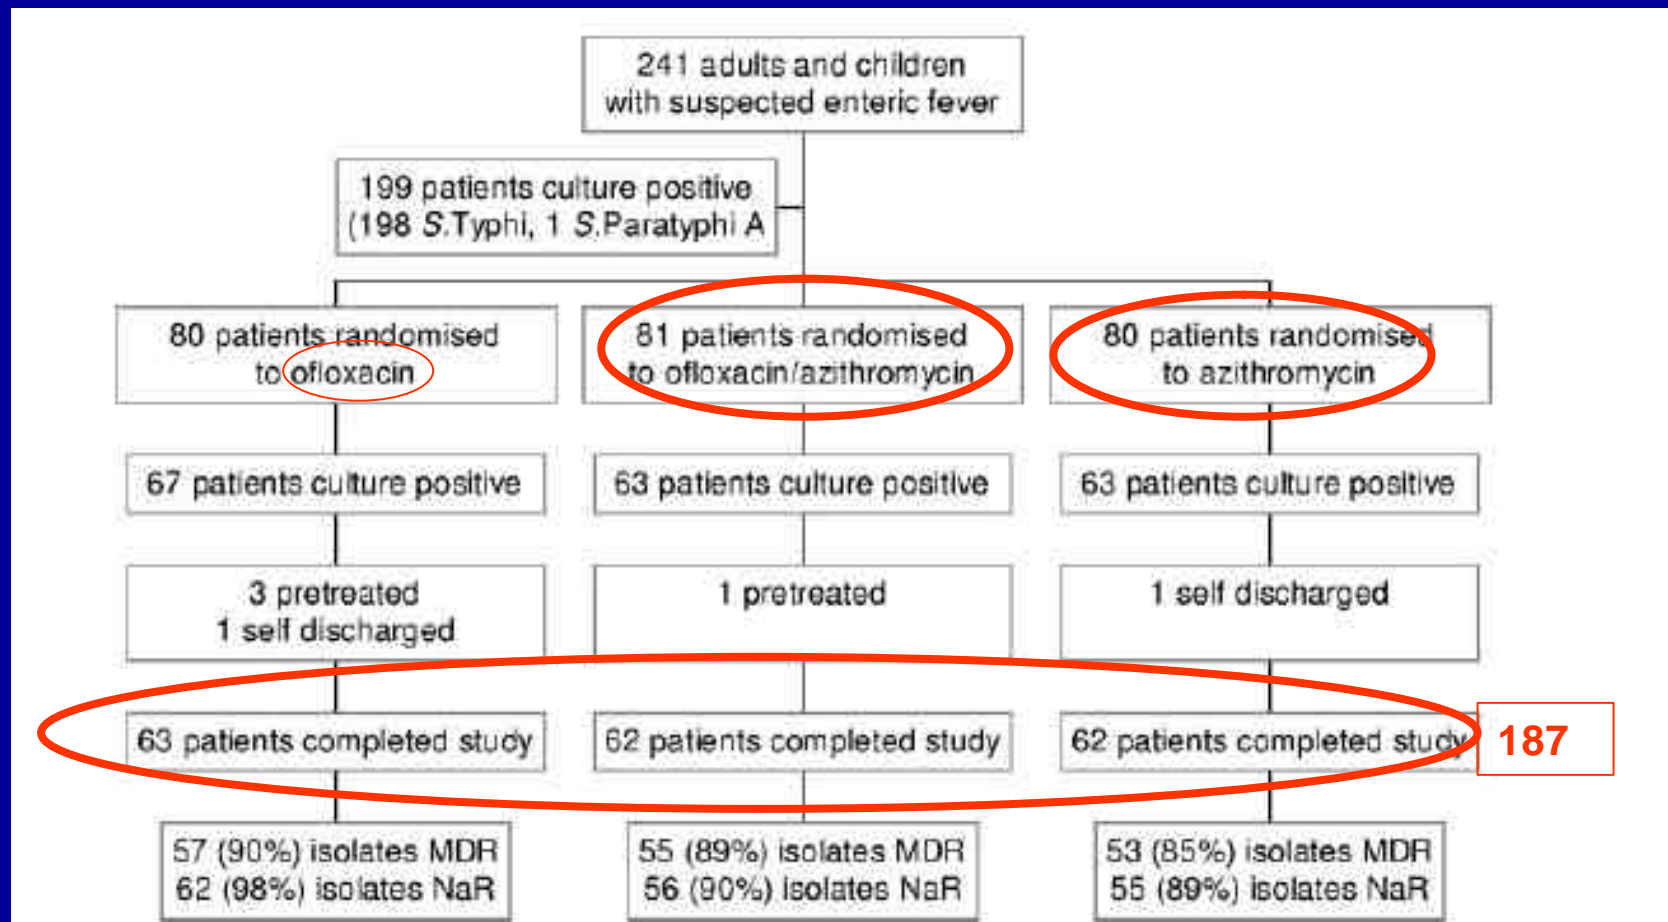 241 adults and children
with suspected enteric fever
199 patients culture positive
(198 S.Typhi, 1 S.Paratyphi A
80 patients randomised
to ofloxacin
81 patients randomised
to ofloxacin/azithromycin
80 patients randomised
to azithromycin
67 patients culture positive
63 patients culture positive
63 patients culture positive
3 pretreated
1 self discharged
1 pretreated
1 self discharged
63 patients completed study
62 patients completed study
62 patients completed study
187
57 (90%) isolates MDR
62 (98%) isolates NaR
55 (89%) isolates MDR
56 (90%) isolates NaR
53 (85%) isolates MDR
55 (89%) isolates NaR